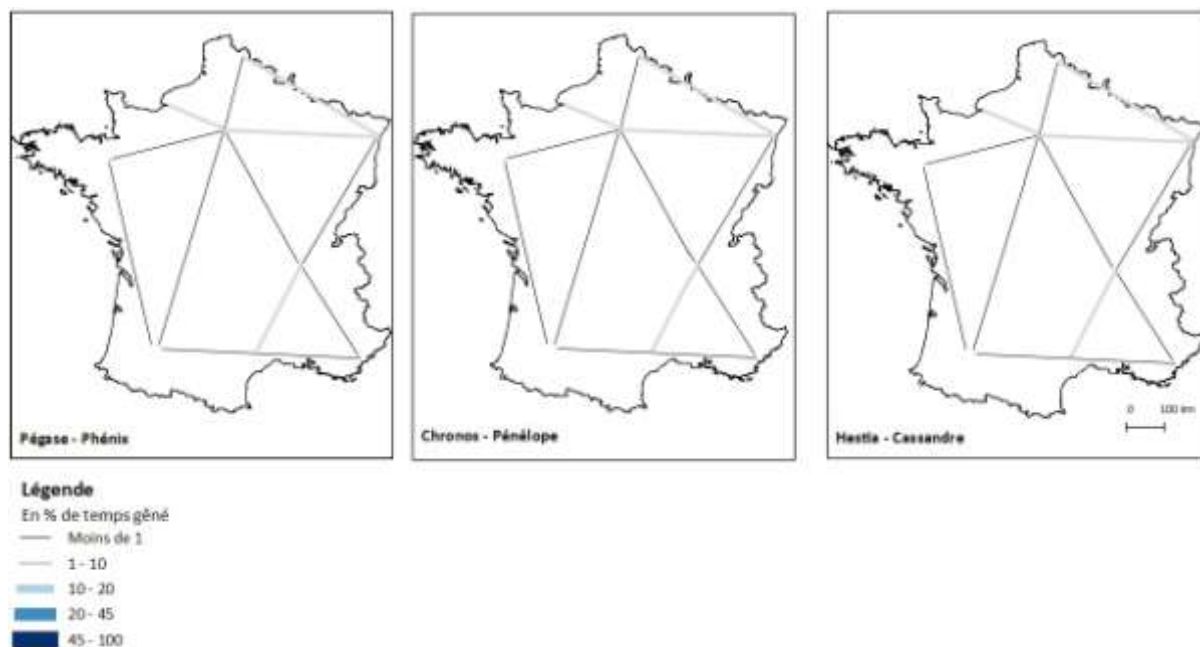 Pégase - Phénix
Chronos - Pénélope
Hestia - Cassandre
0 100 km
Légende
En % de temps gêné
Moins de 1
1 - 10
10 - 20
20 - 45
45 - 100